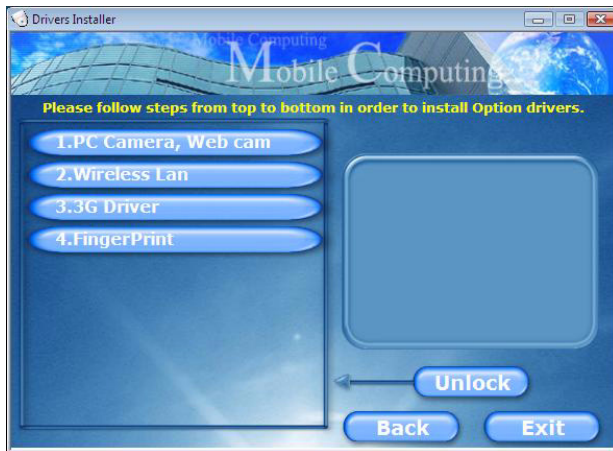 Drivers Installer
Mobile Computing
Mobile Computing
Please follow steps from top to bottom in order to install Option drivers.
1.PC Camera, Web cam
2.Wireless Lan
3.3G Driver
4.FingerPrint
Unlock
Back
Exit